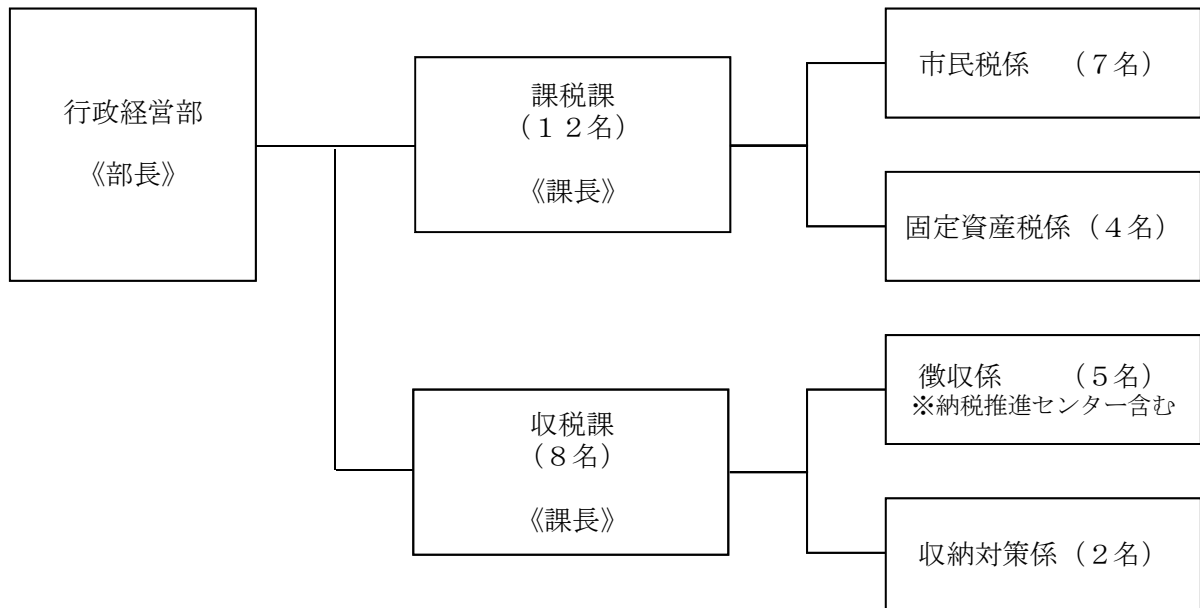 行政経営部
《部長》
課税課
(１２名)
《課長》
市民税係　(７名)
固定資産税係(４名)
収税課
(８名)
《課長》
徴収係　　(５名)
※納税推進センター含む
収納対策係(２名)